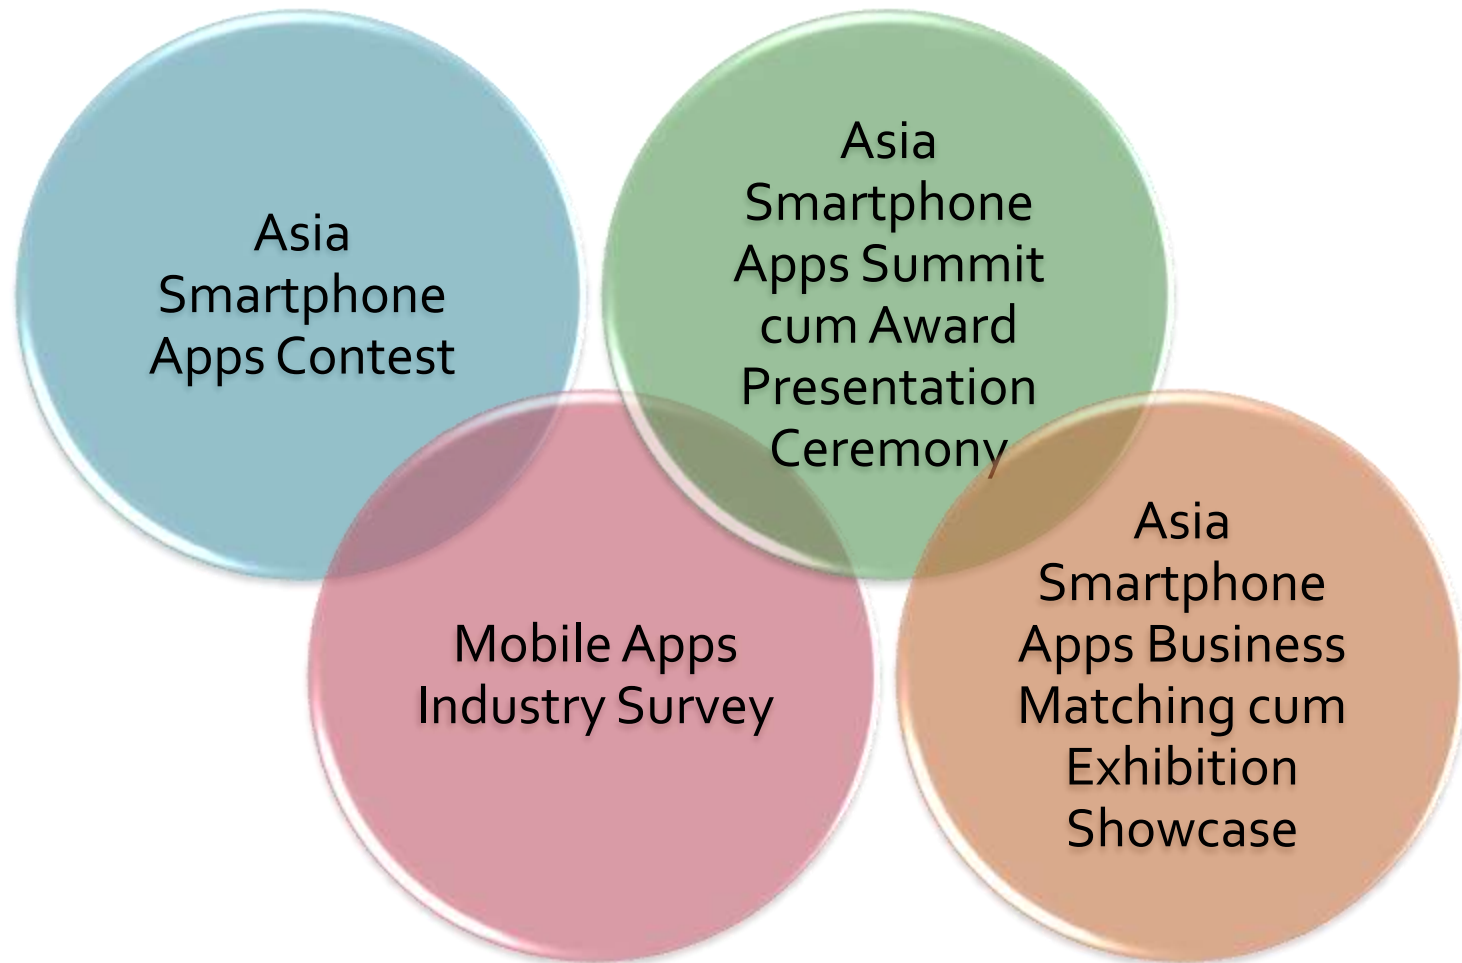 Asia
Smartphone
Apps Contest
Asia
Smartphone
Apps Summit
cum Award
Presentation
Ceremony
Mobile Apps
Industry Survey
Asia
Smartphone
Apps Business
Matching cum
Exhibition
Showcase